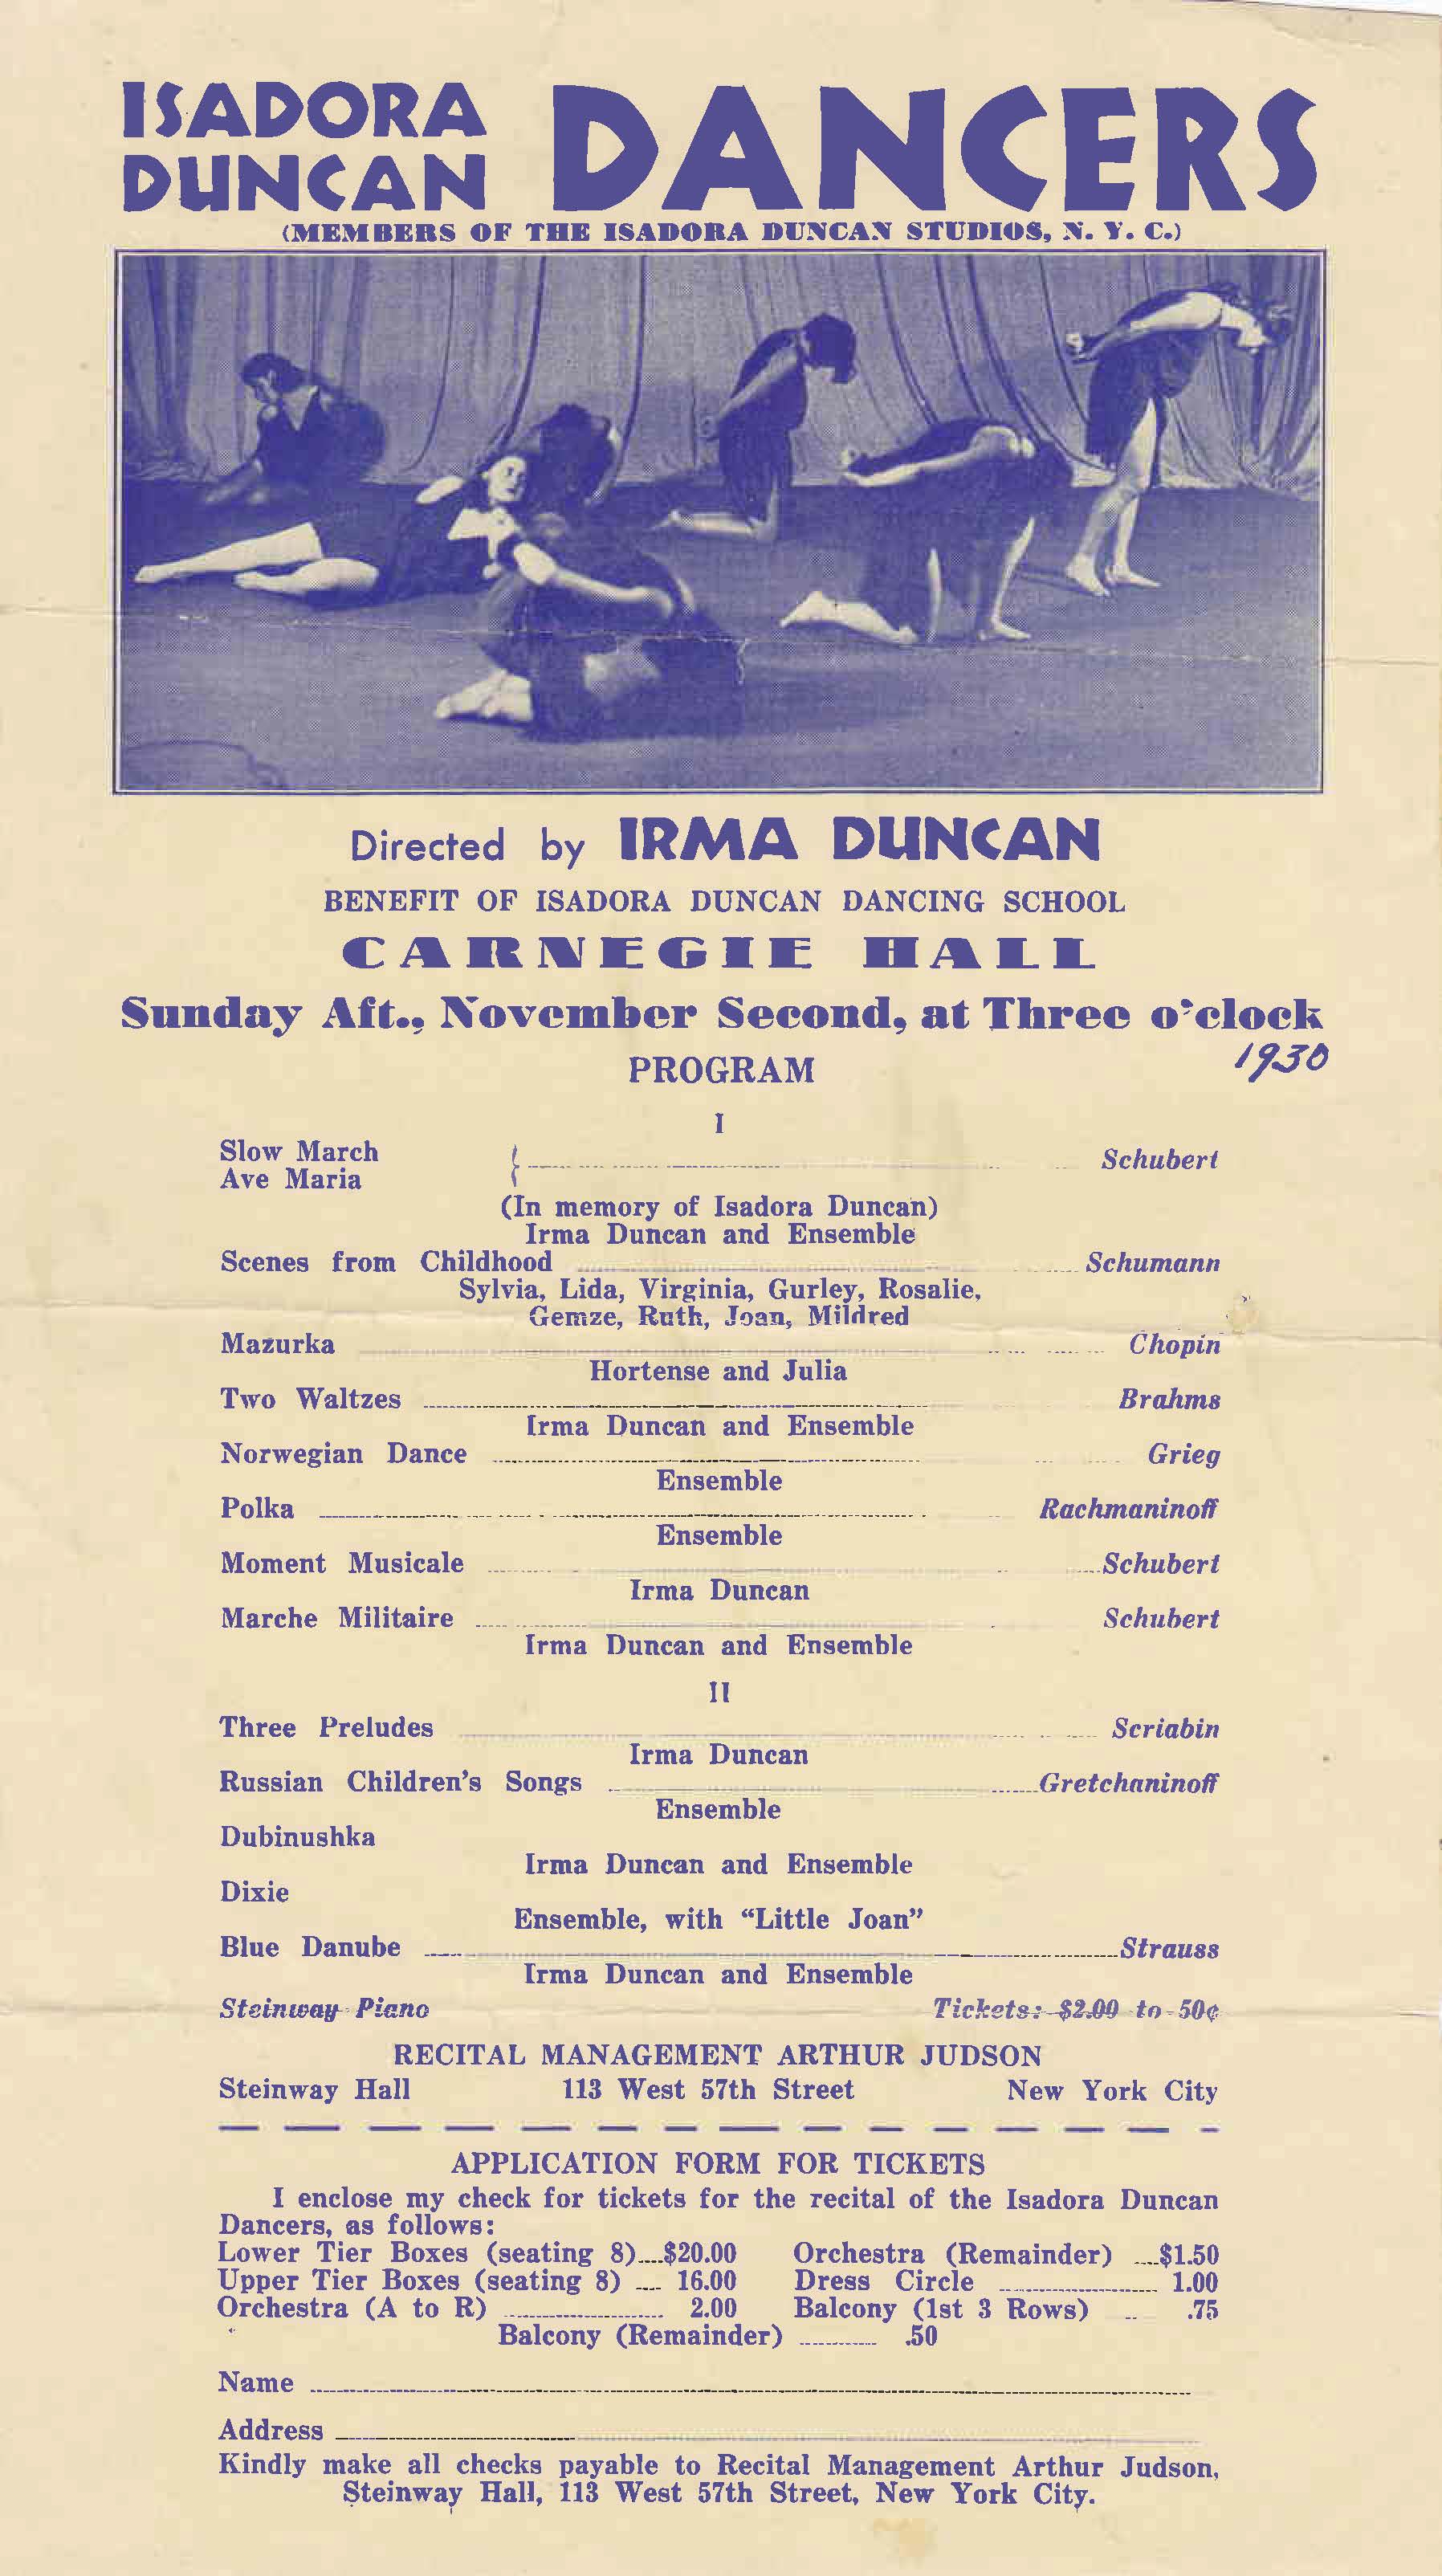 ISADORA
DUNCAN
DANCERS
(MEMBERS OF THE ISADORA DUNCAN STUDIOS, N. Y. C.)
Directed by IRMA DUNCAN
BENEFIT OF ISADORA DUNCAN DANCING SCHOOL
CARNEGIE HALL
Sunday Aft., November Second, at Three o'clock
1930
PROGRAM
I
Slow March
Ave Maria } Schubert
(In memory of Isadora Duncan)
Irma Duncan and Ensemble
Scenes from Childhood Schumann
Sylvia, Lida, Virginia, Gurley, Rosalie,
Gemze, Ruth, Joan, Mildred
Mazurka Chopin
Hortense and Julia
Two Waltzes Brahms
Irma Duncan and Ensemble
Norwegian Dance Grieg
Ensemble
Polka Rachmaninoff
Ensemble
Moment Musicale Schubert
Irma Duncan
Marche Militaire Schubert
Irma Duncan and Ensemble
II
Three Preludes Scriabin
Irma Duncan
Russian Children's Songs Gretchaninoff
Ensemble
Dubinushka
Irma Duncan and Ensemble
Dixie
Ensemble, with "Little Joan"
Blue Danube Strauss
Irma Duncan and Ensemble
Steinway Piano Tickets: $2.00 to 50¢
RECITAL MANAGEMENT ARTHUR JUDSON
Steinway Hall 113 West 57th Street New York City
APPLICATION FORM FOR TICKETS
I enclose my check for tickets for the recital of the Isadora Duncan
Dancers, as follows:
Lower Tier Boxes (seating 8) $20.00 Orchestra (Remainder) $1.50
Upper Tier Boxes (seating 8) 16.00 Dress Circle 1.00
Orchestra (A to R) 2.00 Balcony (1st 3 Rows) .75
Balcony (Remainder) .50
Name
Address
Kindly make all checks payable to Recital Management Arthur Judson,
Steinway Hall, 113 West 57th Street, New York City.